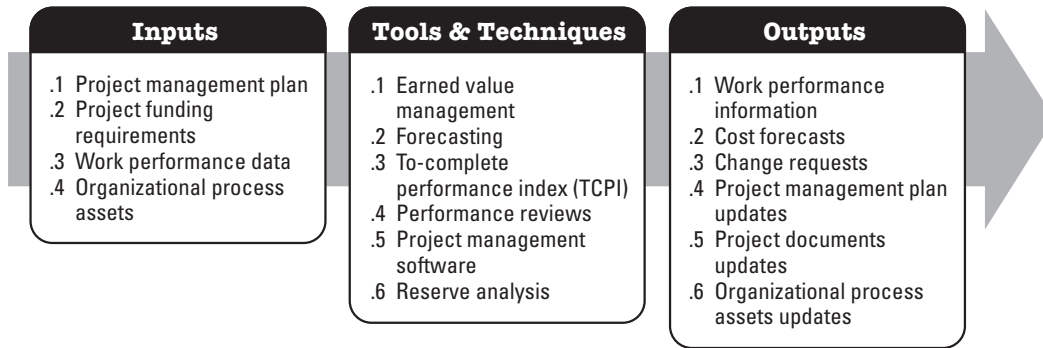 Inputs
.1 Project management plan
.2 Project funding
requirements
.3 Work performance data
.4 Organizational process
assets
Tools & Techniques
.1 Earned value
management
.2 Forecasting
.3 To-complete
performance index (TCPI)
.4 Performance reviews
.5 Project management
software
.6 Reserve analysis
Outputs
.1 Work performance
information
.2 Cost forecasts
.3 Change requests
.4 Project management plan
updates
.5 Project documents
updates
.6 Organizational process
assets updates